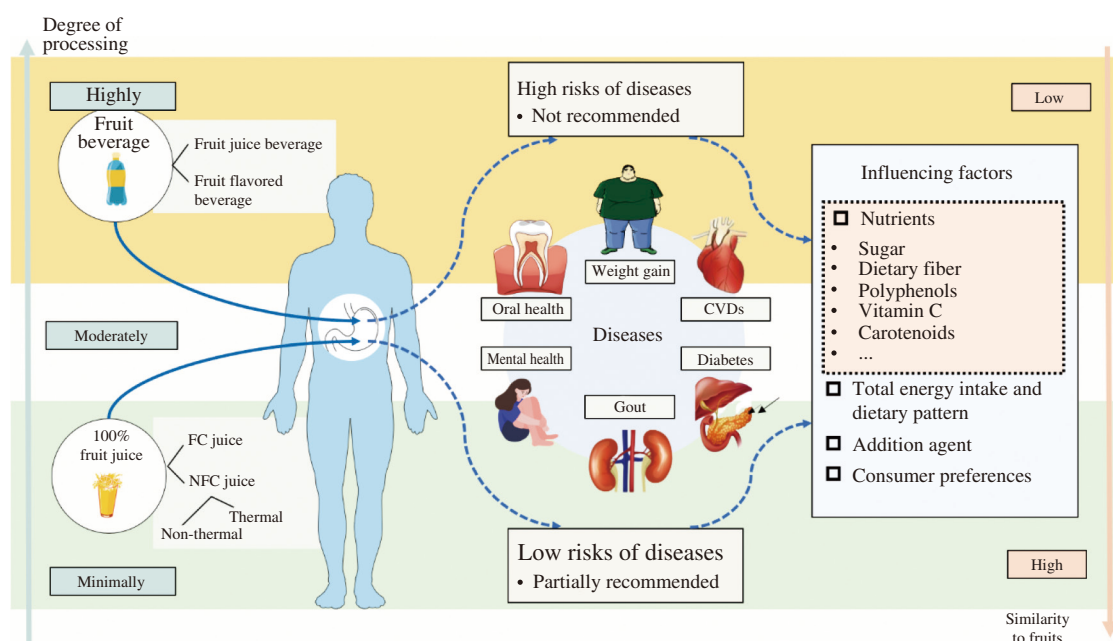 Degree of
processing
Highly
Fruit
beverage
Fruit juice beverage
Fruit flavored
beverage
Moderately
100%
fruit juice
FC juice
NFC juice
Thermal
Non-thermal
Minimally
High risks of diseases
• Not recommended
Weight gain
Oral health
CVDs
Diseases
Mental health
Diabetes
Gout
Low risks of diseases
• Partially recommended
Low
Influencing factors
Nutrients
• Sugar
• Dietary fiber
• Polyphenols
• Vitamin C
• Carotenoids
• ...
Total energy intake and
dietary pattern
Addition agent
Consumer preferences
High
Similarity
to fruits